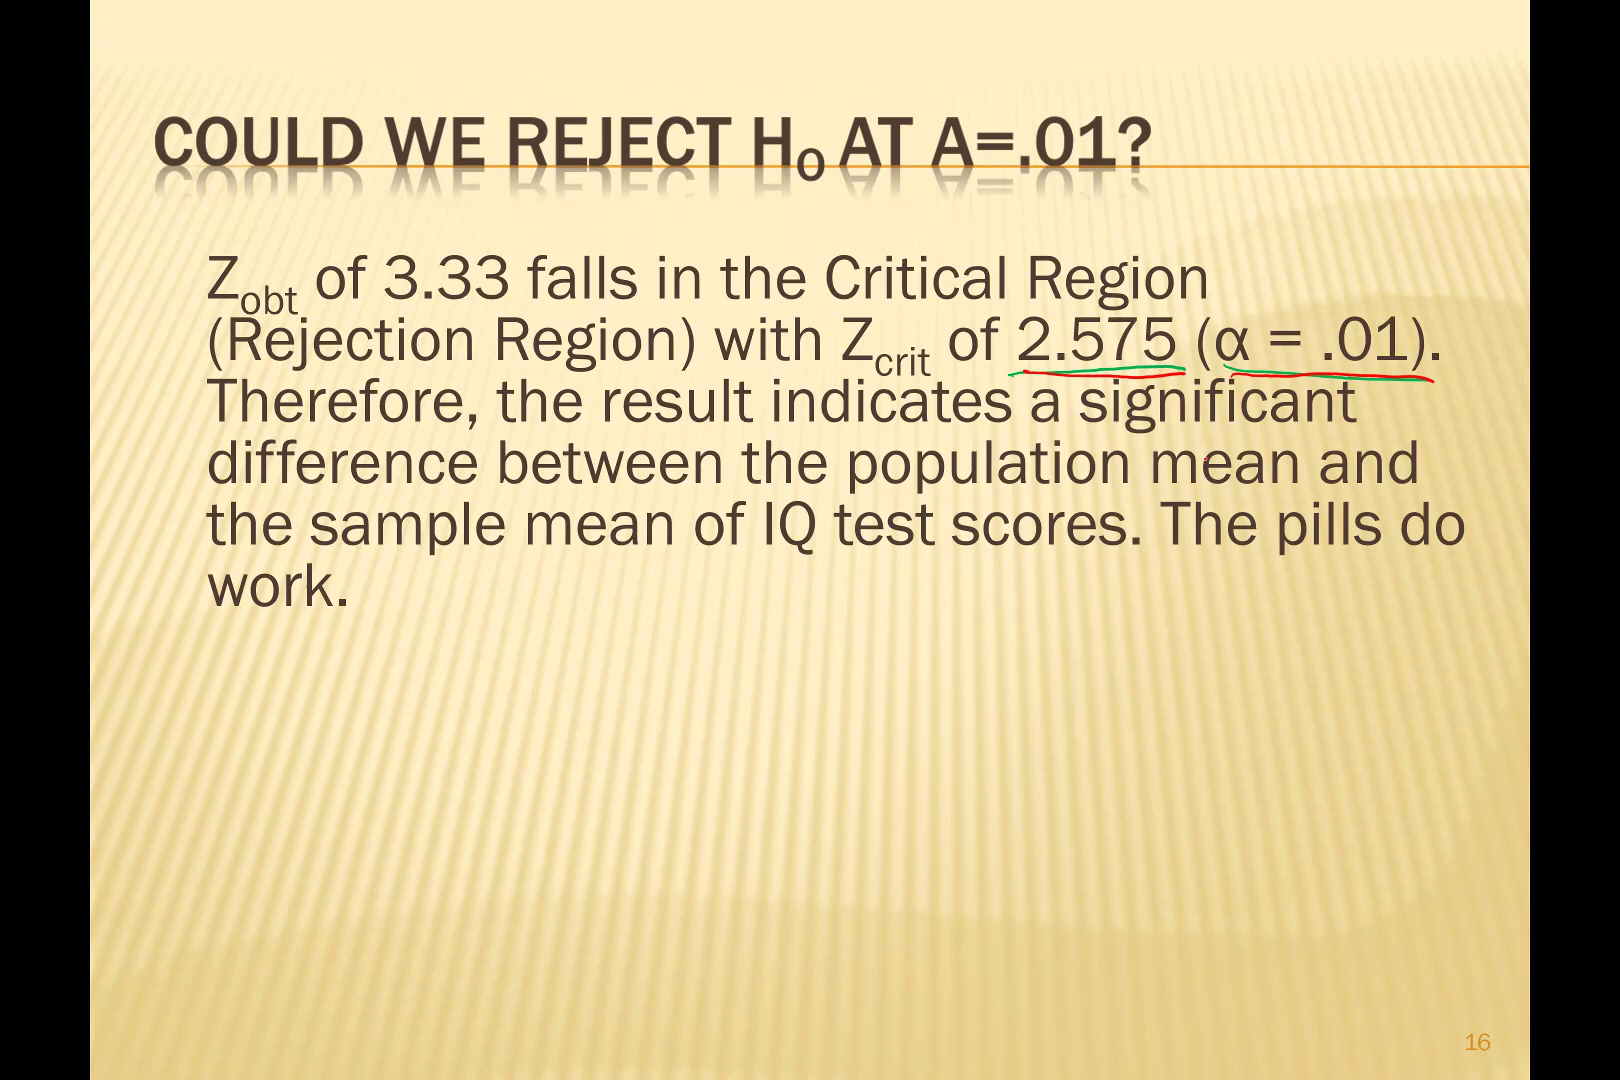 COULD WE REJECT H₀ AT Α=.01?
Zobt of 3.33 falls in the Critical Region
(Rejection Region) with Zcrit of 2.575 (α = .01).
Therefore, the result indicates a significant
difference between the population mean and
the sample mean of IQ test scores. The pills do
work.
16